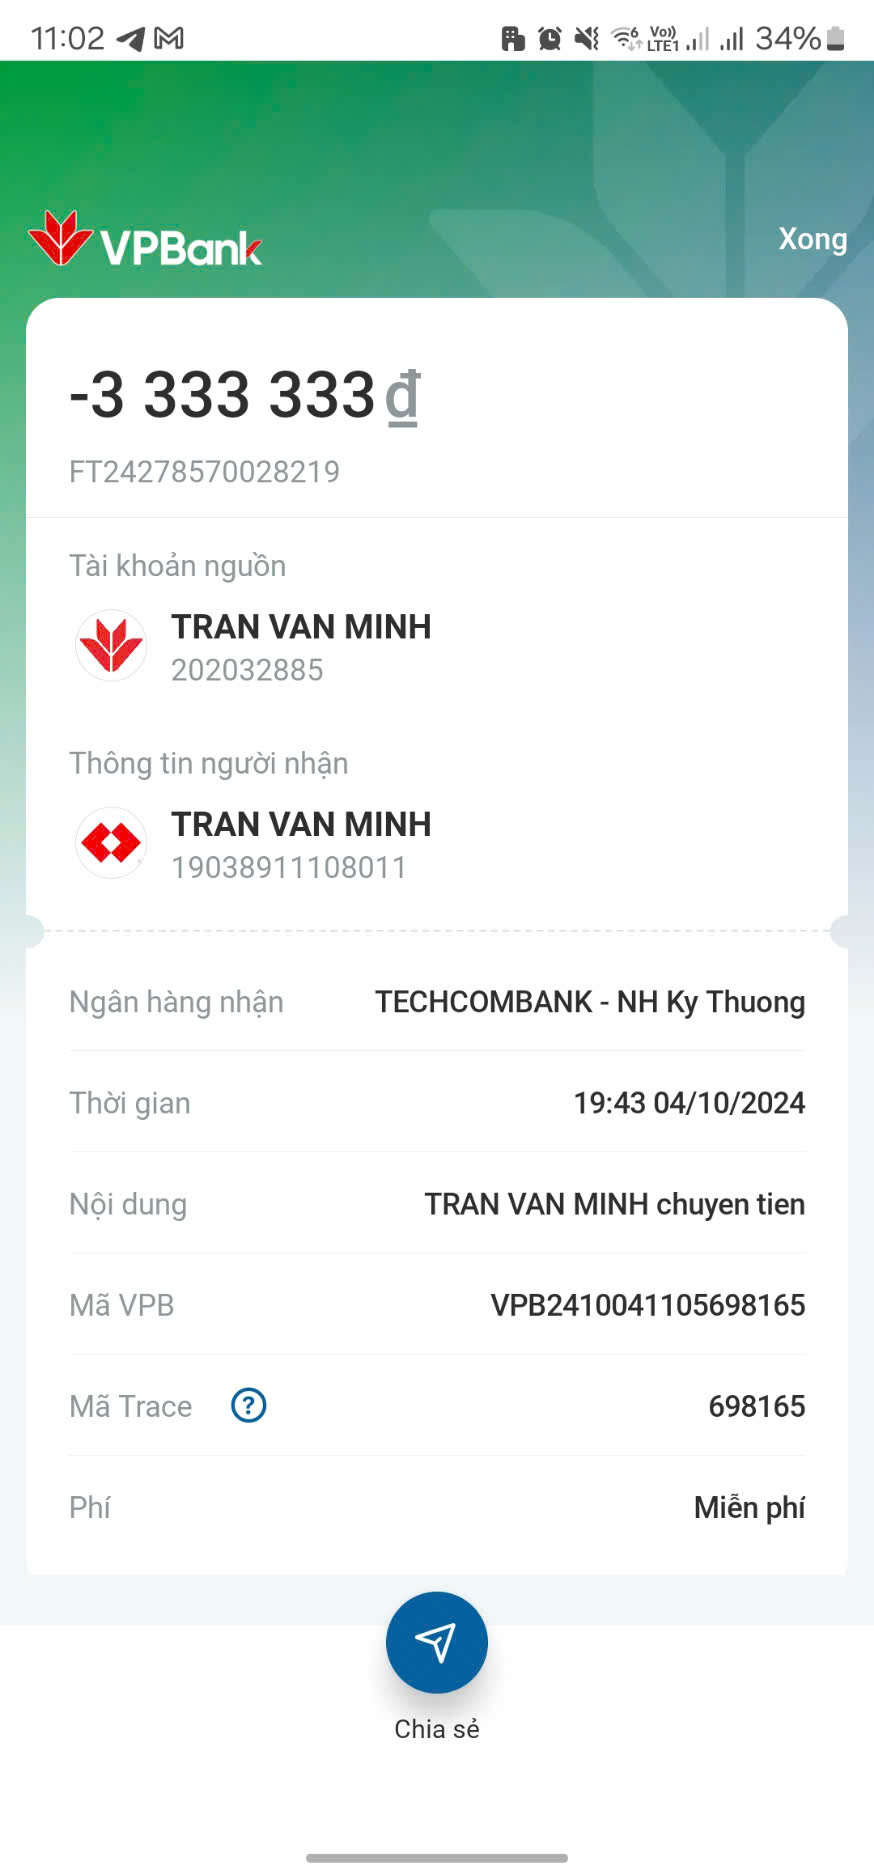 11:02
6 Vo)) LTE1 34%
VPBank
Xong
-3 333 333 đ
FT24278570028219
Tài khoản nguồn
TRAN VAN MINH
202032885
Thông tin người nhận
TRAN VAN MINH
19038911108011
Ngân hàng nhận TECHCOMBANK - NH Ky Thuong
Thời gian 19:43 04/10/2024
Nội dung TRAN VAN MINH chuyen tien
Mã VPB VPB2410041105698165
Mã Trace ? 698165
Phí Miễn phí
Chia sẻ